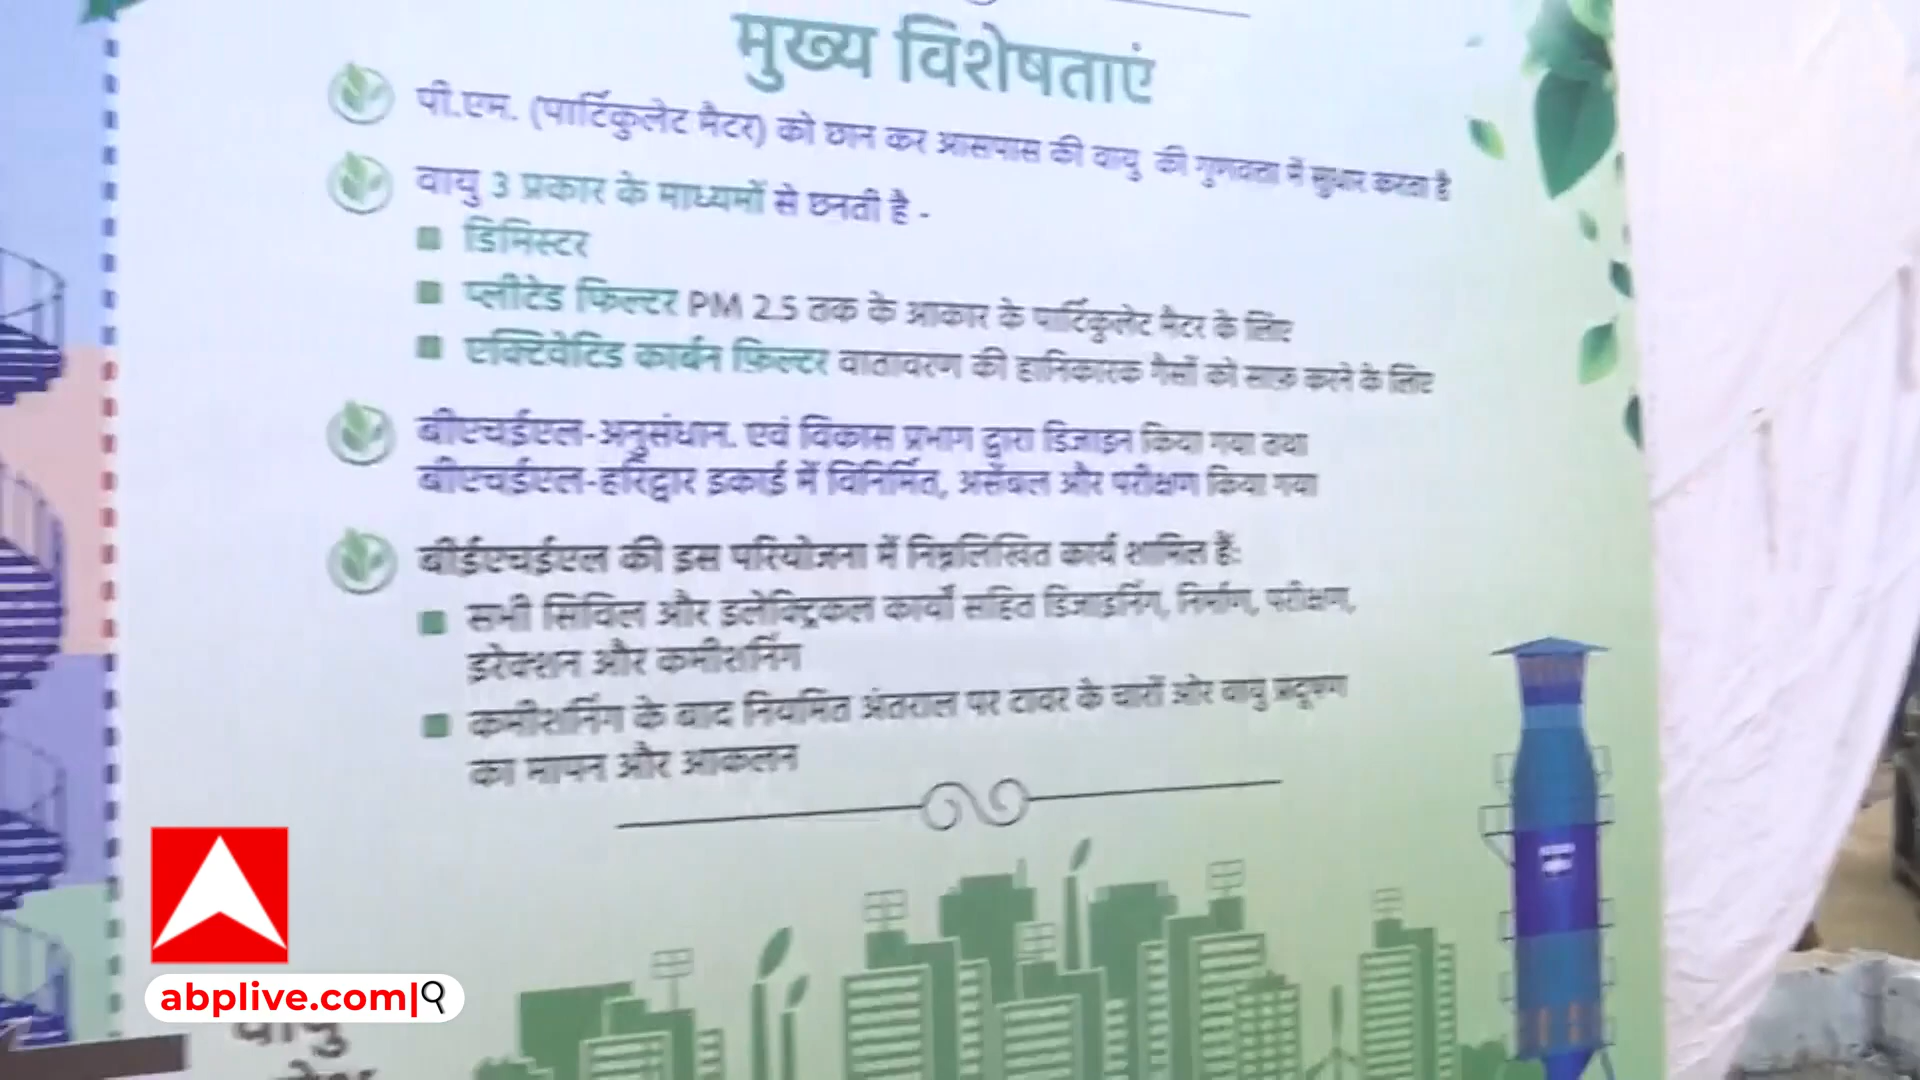 मुख्य विशेषताएं
पी.एम. (पार्टिकुलेट मैटर) को छान कर आसपास की वायु की गुणवत्ता में सुधार करता है
वायु 3 प्रकार के माध्यमों से छनती है -
डिमिस्टर
प्लीटेड फिल्टर PM 2.5 तक के आकार के पार्टिकुलेट मैटर के लिए
एक्टिवेटिड कार्बन फ़िल्टर वातावरण की हानिकारक गैसों को साफ़ करने के लिए
बीएचईएल-अनुसंधान. एवं विकास प्रभाग द्वारा डिजाइन किया गया तथा
बीएचईएल-हरिद्वार इकाई में विनिर्मित, असेंबल और परीक्षण किया गया
बीईएचईएल की इस परियोजना में निम्नलिखित कार्य शामिल हैं:
सभी सिविल और इलेक्ट्रिकल कार्यों सहित डिजाइनिंग, निर्माण, परीक्षण,
इरेक्शन और कमीशनिंग
कमीशनिंग के बाद नियमित अंतराल पर टावर के चारों ओर वायु प्रदूषण
का मापन और आकलन
abplive.com
वायु